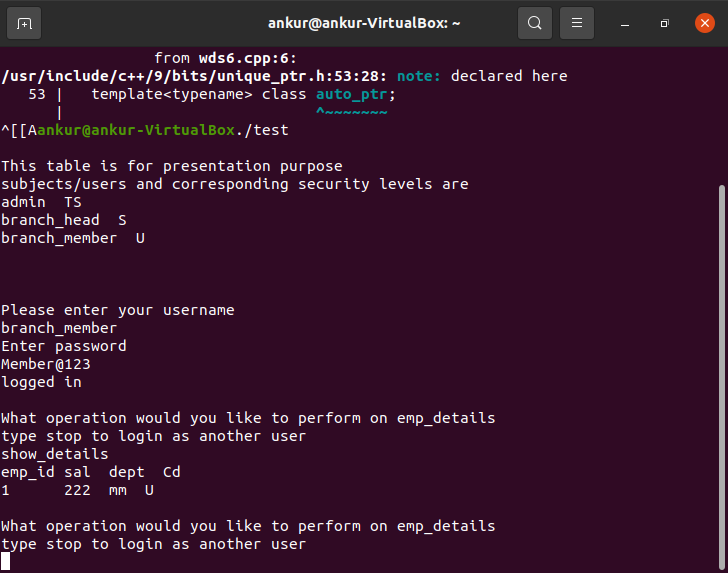 ankur@ankur-VirtualBox: ~
from wds6.cpp:6:
/usr/include/c++/9/bits/unique_ptr.h:53:28: note: declared here
53 |   template<typename> class auto_ptr;
|                            ^~~~~~~~
^[[Aankur@ankur-VirtualBox./test
This table is for presentation purpose
subjects/users and corresponding security levels are
admin  TS
branch_head  S
branch_member  U
Please enter your username
branch_member
Enter password
Member@123
logged in
What operation would you like to perform on emp_details
type stop to login as another user
show_details
emp_id sal  dept  Cd
1      222  mm  U
What operation would you like to perform on emp_details
type stop to login as another user